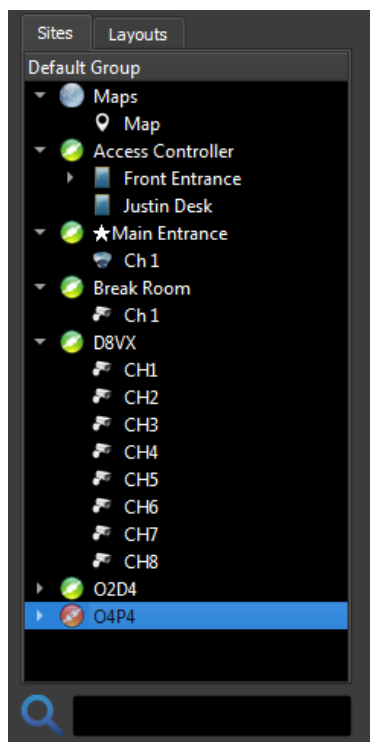 Sites Layouts
Default Group
Maps
Map
Access Controller
Front Entrance
Justin Desk
★Main Entrance
Ch 1
Break Room
Ch 1
D8VX
CH1
CH2
CH3
CH4
CH5
CH6
CH7
CH8
O2D4
O4P4